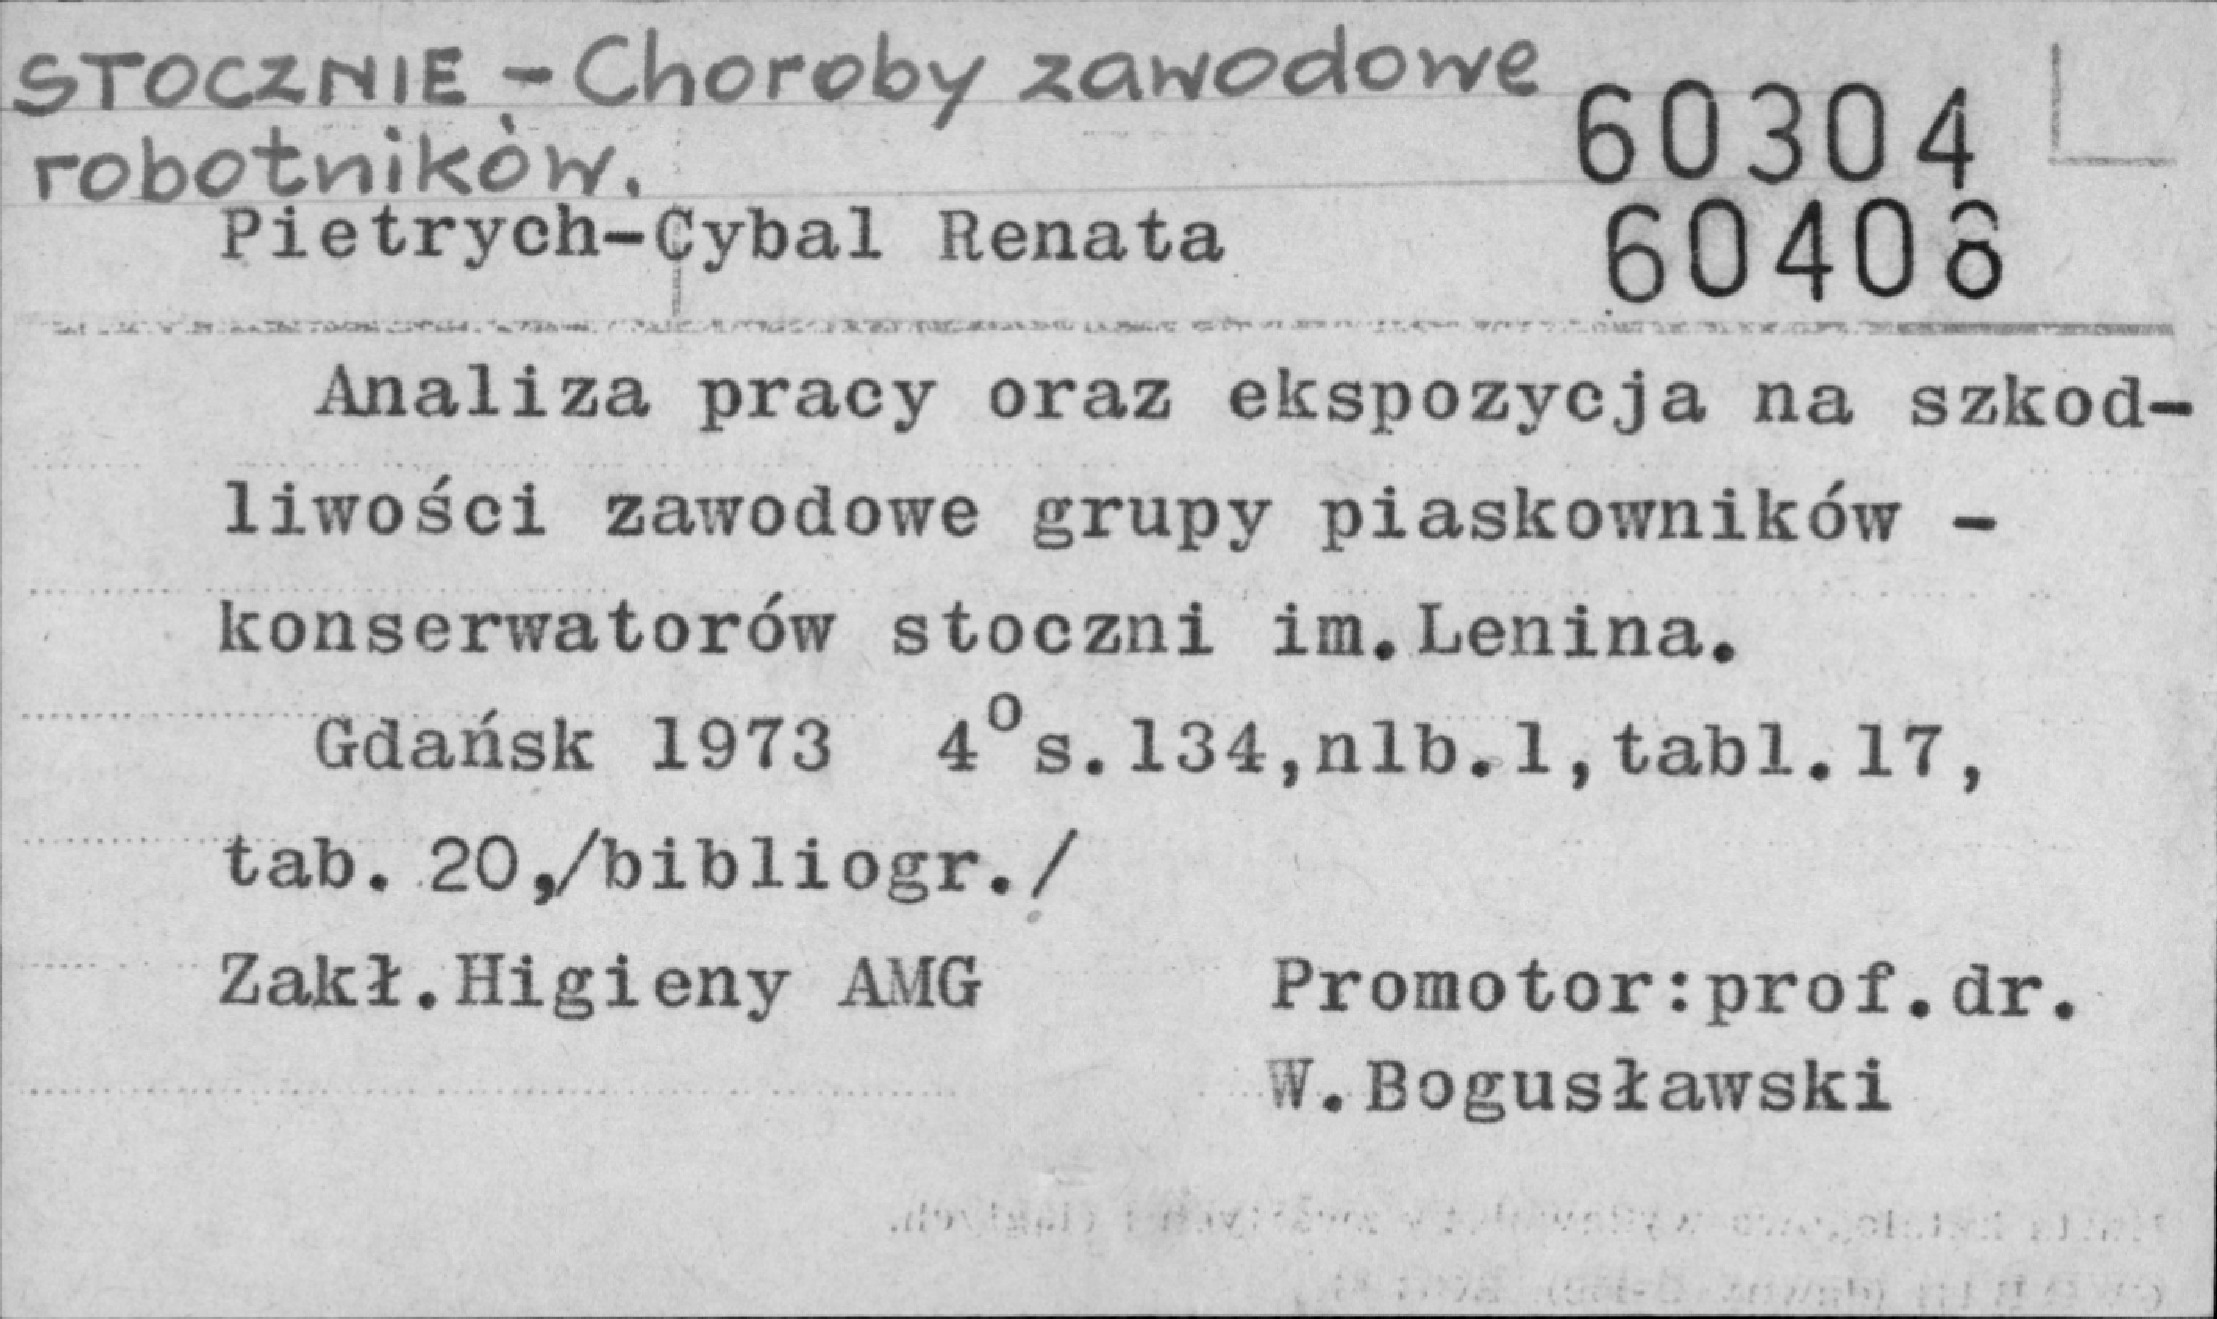 STOCZNIE - Choroby zawodowe
robotników.
60304
Pietrych-Cybal Renata
60408
Analiza pracy oraz ekspozycja na szkod-
liwości zawodowe grupy piaskowników -
konserwatorów stoczni im.Lenina.
Gdańsk 1973 4° s.134,nlb.1,tabl.17,
tab. 20,/bibliogr./
Zakł.Higieny AMG Promotor:prof.dr.
W.Bogusławski